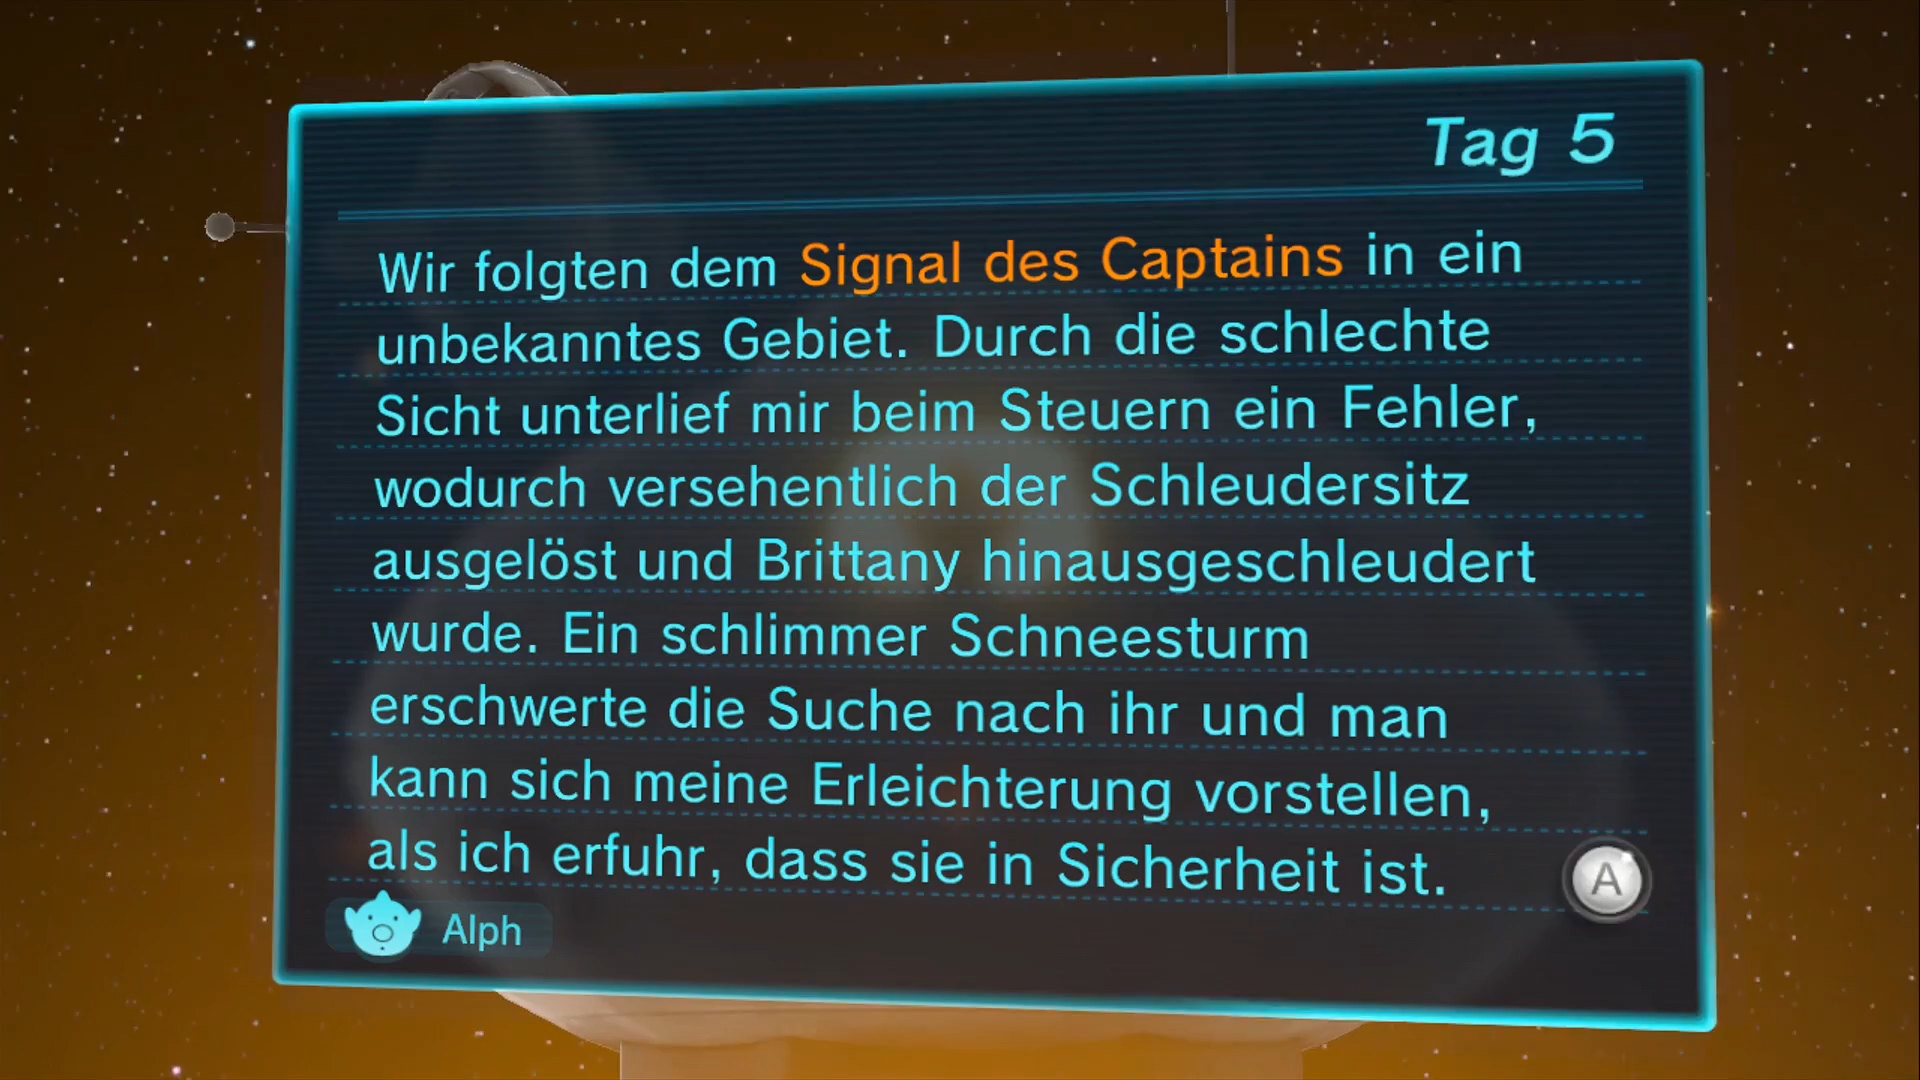 Tag 5
Wir folgten dem Signal des Captains in ein
unbekanntes Gebiet. Durch die schlechte
Sicht unterlief mir beim Steuern ein Fehler,
wodurch versehentlich der Schleudersitz
ausgelöst und Brittany hinausgeschleudert
wurde. Ein schlimmer Schneesturm
erschwerte die Suche nach ihr und man
kann sich meine Erleichterung vorstellen,
als ich erfuhr, dass sie in Sicherheit ist.
A
Alph